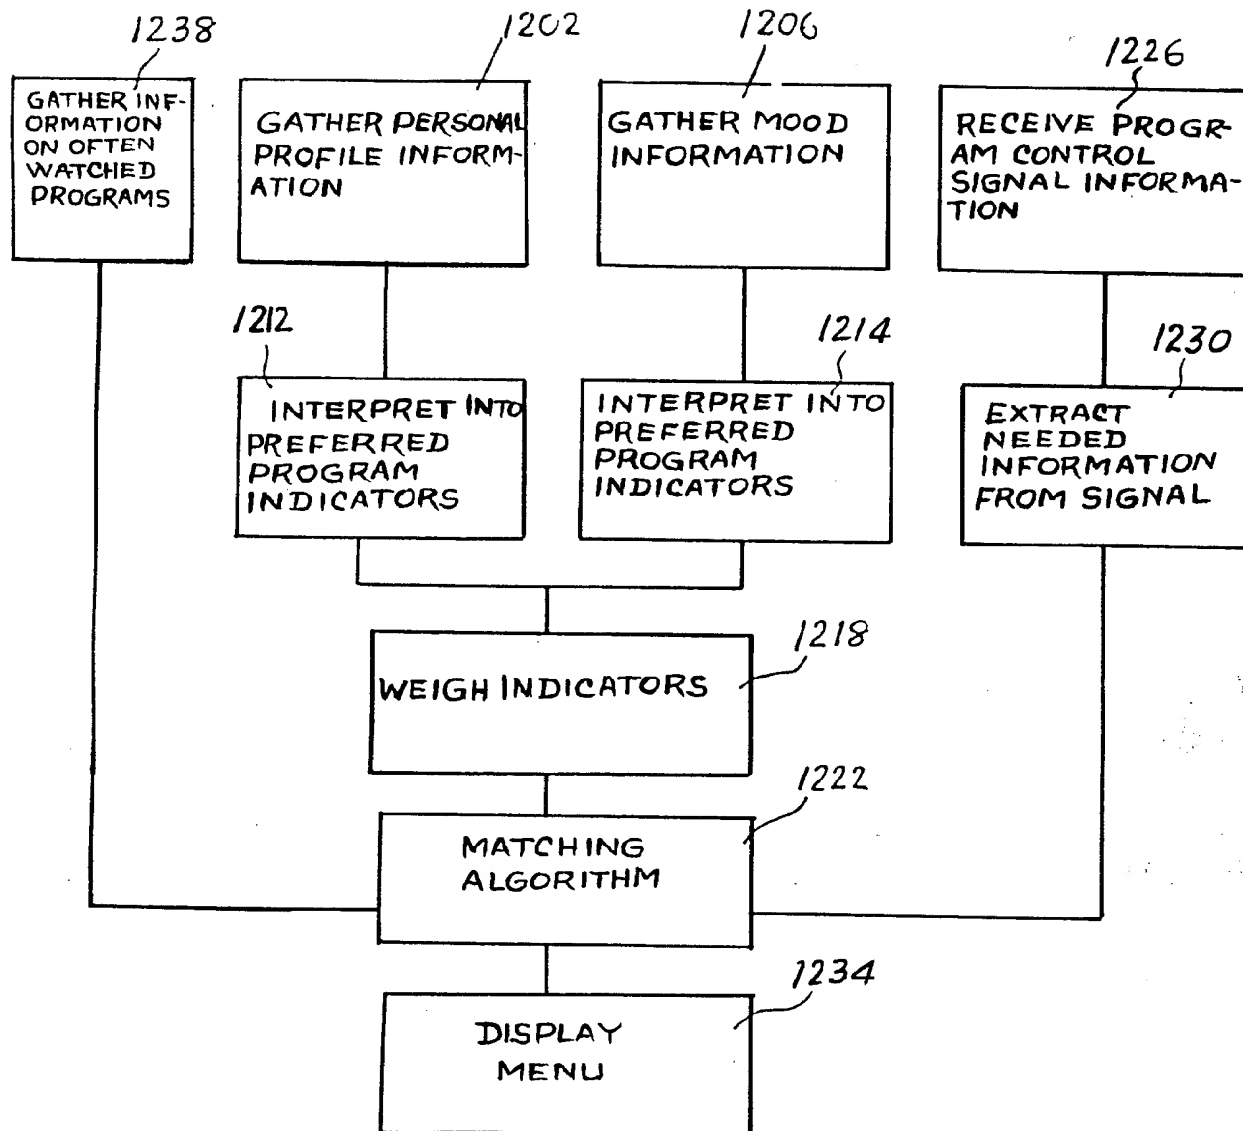 1238
GATHER INF-
ORMATION
ON OFTEN
WATCHED
PROGRAMS
1202
GATHER PERSONAL
PROFILE INFORM-
ATION
1206
GATHER MOOD
INFORMATION
1226
RECEIVE PROGR-
AM CONTROL
SIGNAL INFORMA-
TION
1212
INTERPRET INTO
PREFERRED
PROGRAM
INDICATORS
1214
INTERPRET INTO
PREFERRED
PROGRAM
INDICATORS
1230
EXTRACT
NEEDED
INFORMATION
FROM SIGNAL
1218
WEIGH INDICATORS
1222
MATCHING
ALGORITHM
1234
DISPLAY
MENU